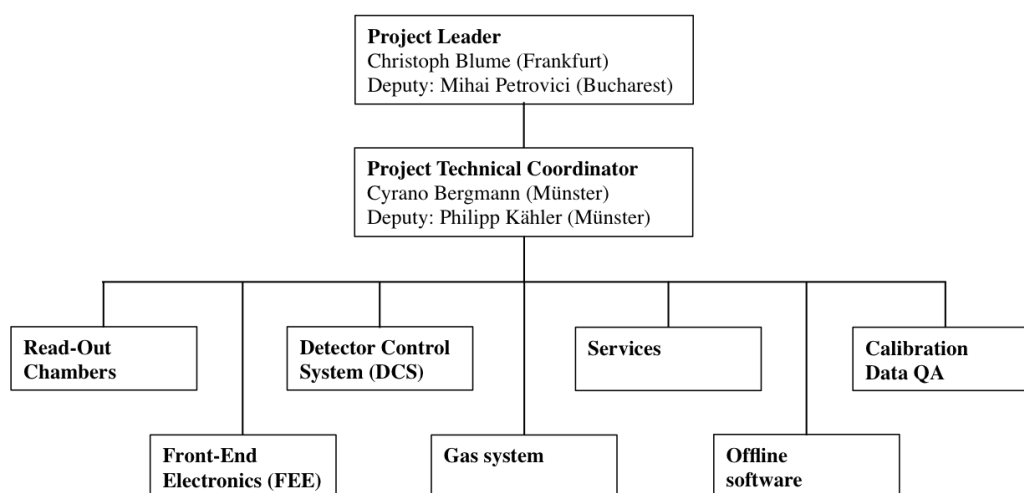 Project Leader
Christoph Blume (Frankfurt)
Deputy: Mihai Petrovici (Bucharest)
Project Technical Coordinator
Cyrano Bergmann (Münster)
Deputy: Philipp Kähler (Münster)
Read-Out
Chambers
Detector Control
System (DCS)
Services
Calibration
Data QA
Front-End
Electronics (FEE)
Gas system
Offline
software